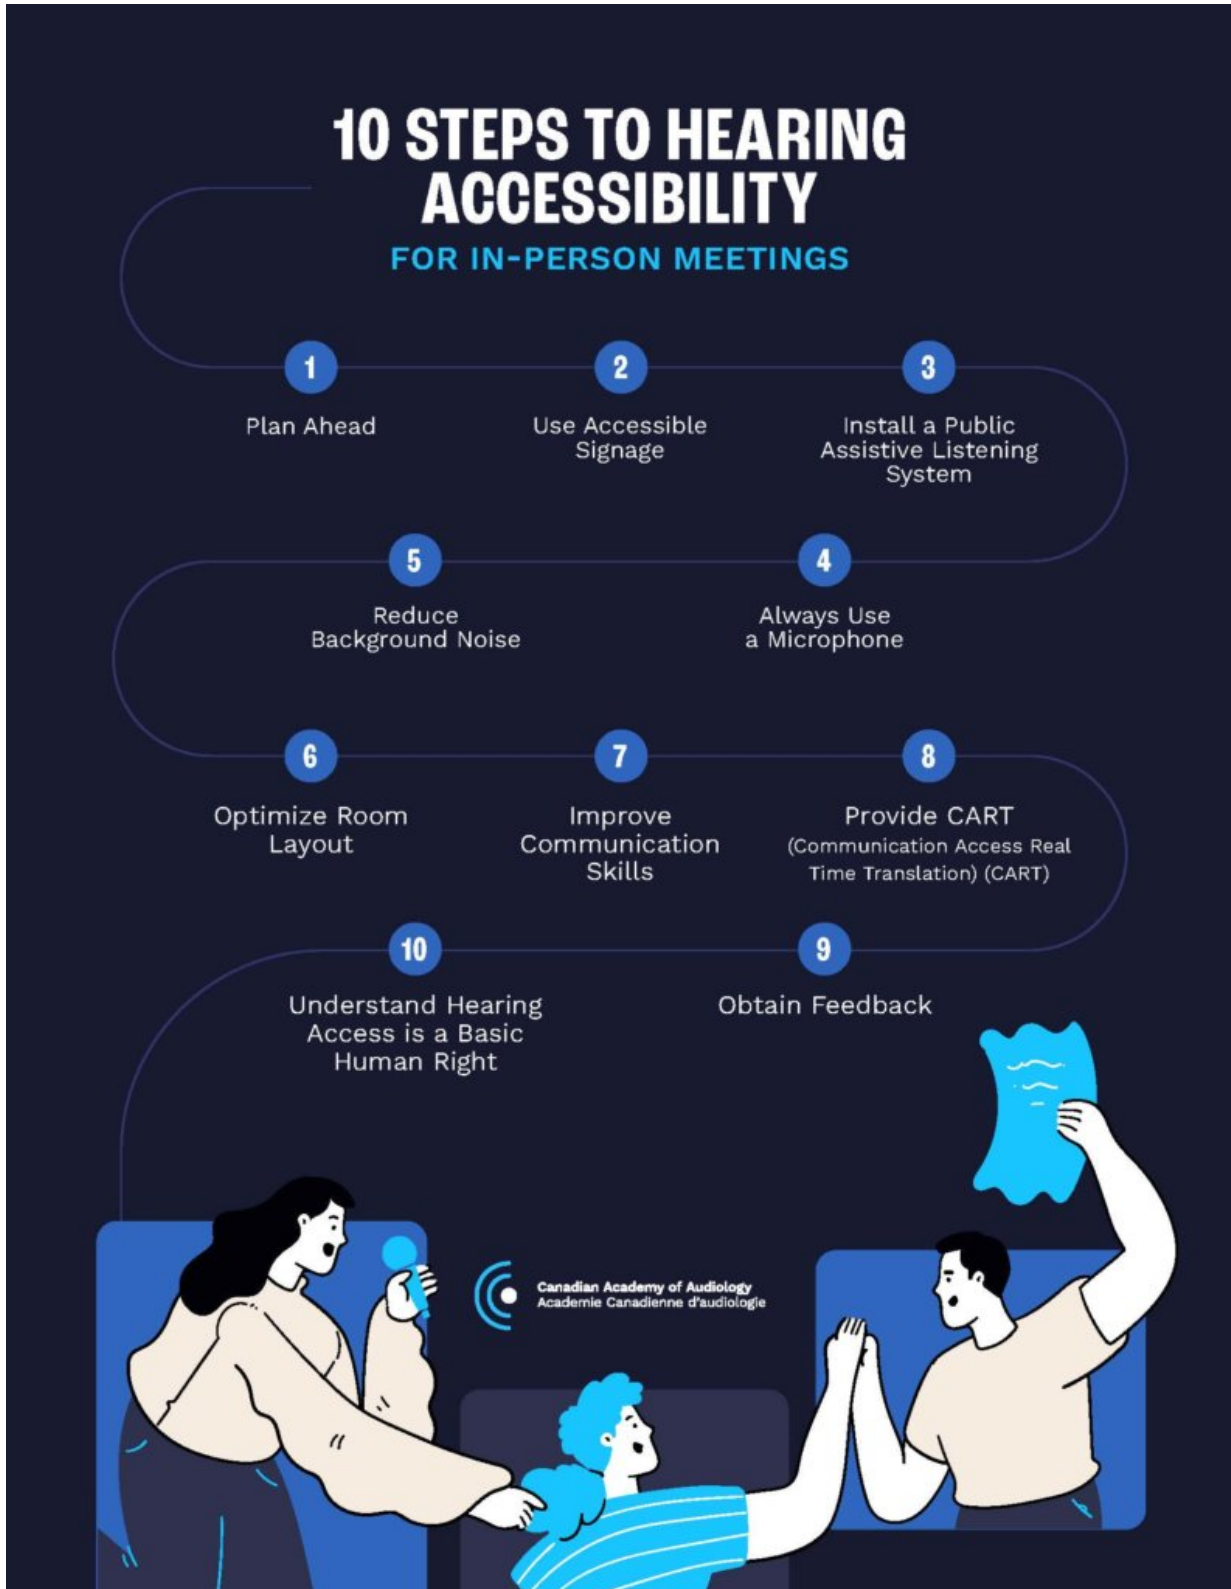 10 STEPS TO HEARING
ACCESSIBILITY
FOR IN-PERSON MEETINGS
1
Plan Ahead
2
Use Accessible
Signage
3
Install a Public
Assistive Listening
System
4
Always Use
a Microphone
5
Reduce
Background Noise
6
Optimize Room
Layout
7
Improve
Communication
Skills
8
Provide CART
(Communication Access Real
Time Translation) (CART)
9
Obtain Feedback
10
Understand Hearing
Access is a Basic
Human Right
Canadian Academy of Audiology
Academie Canadienne d'audiologie